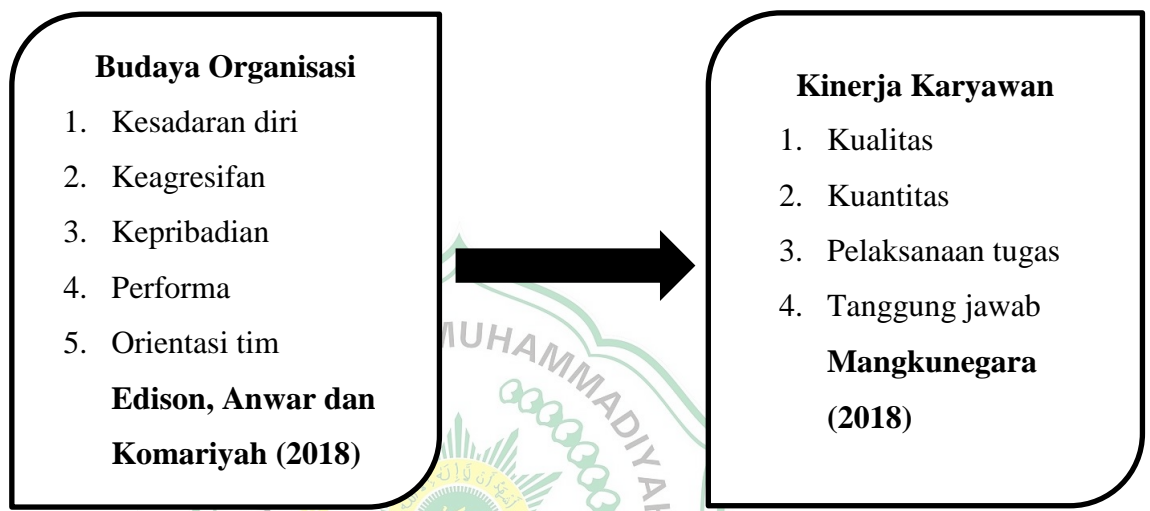 Budaya Organisasi
1. Kesadaran diri
2. Keagresifan
3. Kepribadian
4. Performa
5. Orientasi tim
Edison, Anwar dan
Komariyah (2018)
Kinerja Karyawan
1. Kualitas
2. Kuantitas
3. Pelaksanaan tugas
4. Tanggung jawab
Mangkunegara
(2018)